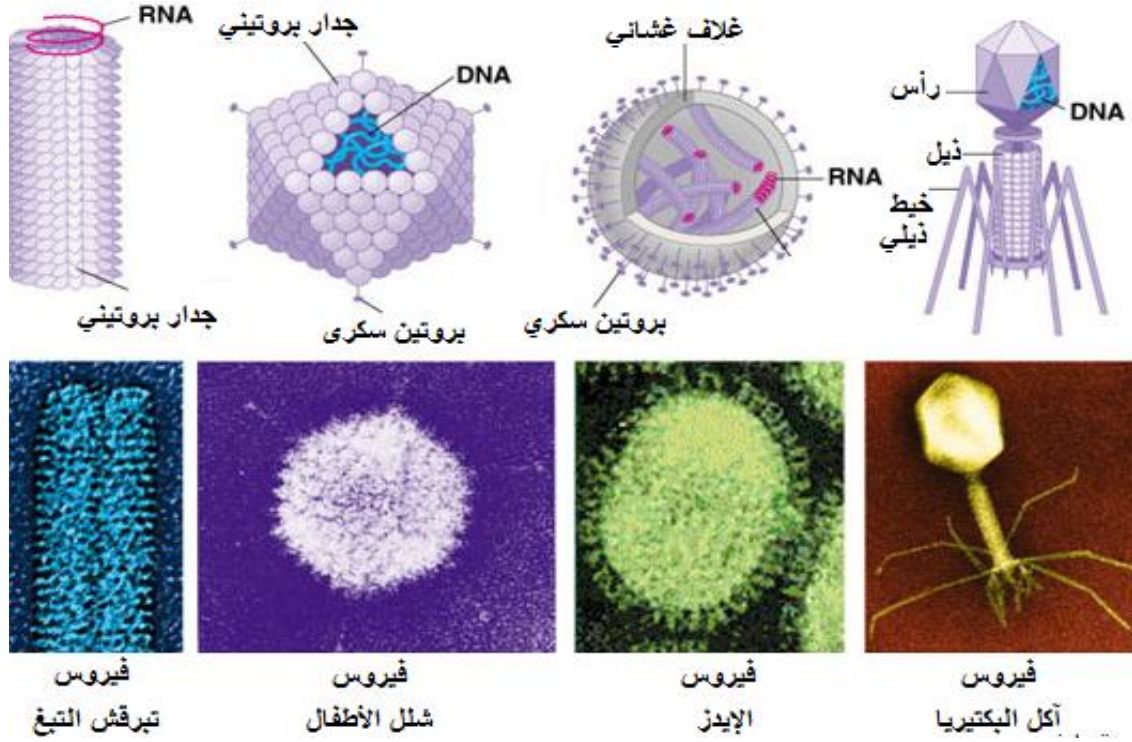 RNA
جدار بروتيني
جدار بروتيني
DNA
بروتين سكري
غلاف غشائي
RNA
بروتين سكري
رأس
DNA
ذيل
خيط
ذيلي
فيروس
تبرقش التبغ
فيروس
شلل الأطفال
فيروس
الإيدز
فيروس
آكل البكتيريا